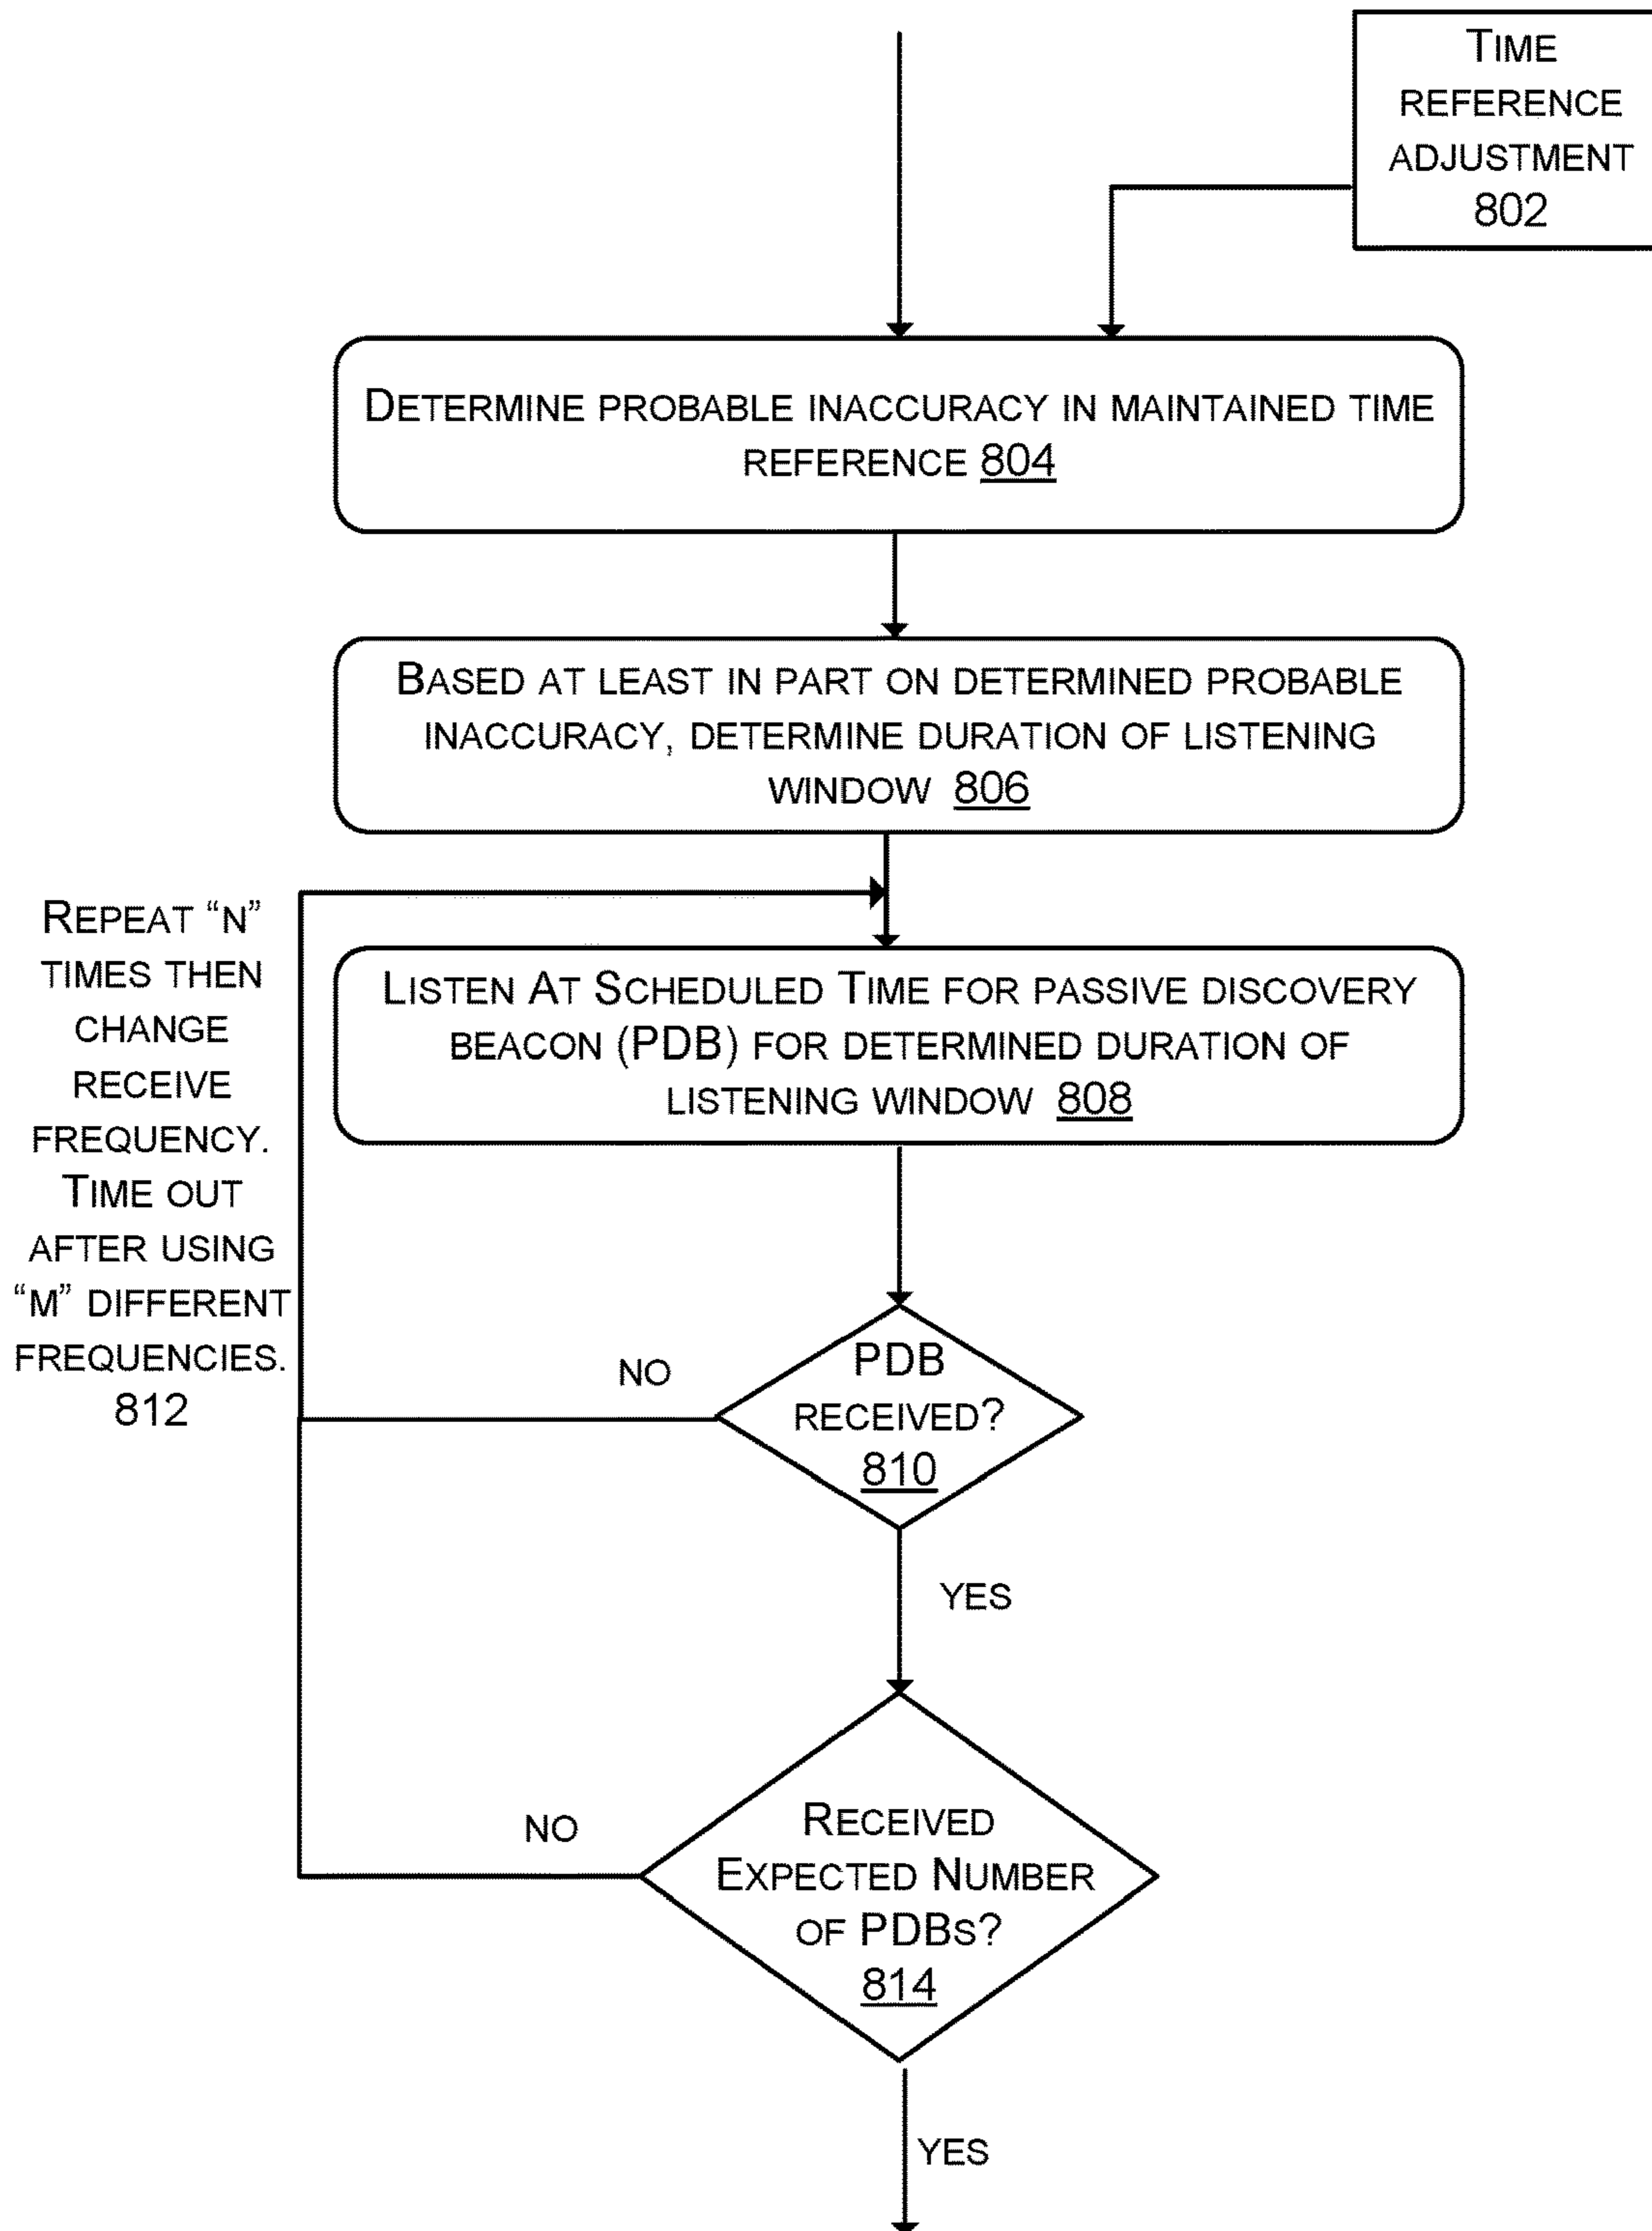 TIME
REFERENCE
ADJUSTMENT
802
DETERMINE PROBABLE INACCURACY IN MAINTAINED TIME
REFERENCE 804
BASED AT LEAST IN PART ON DETERMINED PROBABLE
INACCURACY, DETERMINE DURATION OF LISTENING
WINDOW 806
REPEAT “N”
TIMES THEN
CHANGE
RECEIVE
FREQUENCY.
TIME OUT
AFTER USING
“M” DIFFERENT
FREQUENCIES.
812
LISTEN AT SCHEDULED TIME FOR PASSIVE DISCOVERY
BEACON (PDB) FOR DETERMINED DURATION OF
LISTENING WINDOW 808
PDB
RECEIVED?
810
NO
YES
RECEIVED
EXPECTED NUMBER
OF PDBS?
814
NO
YES